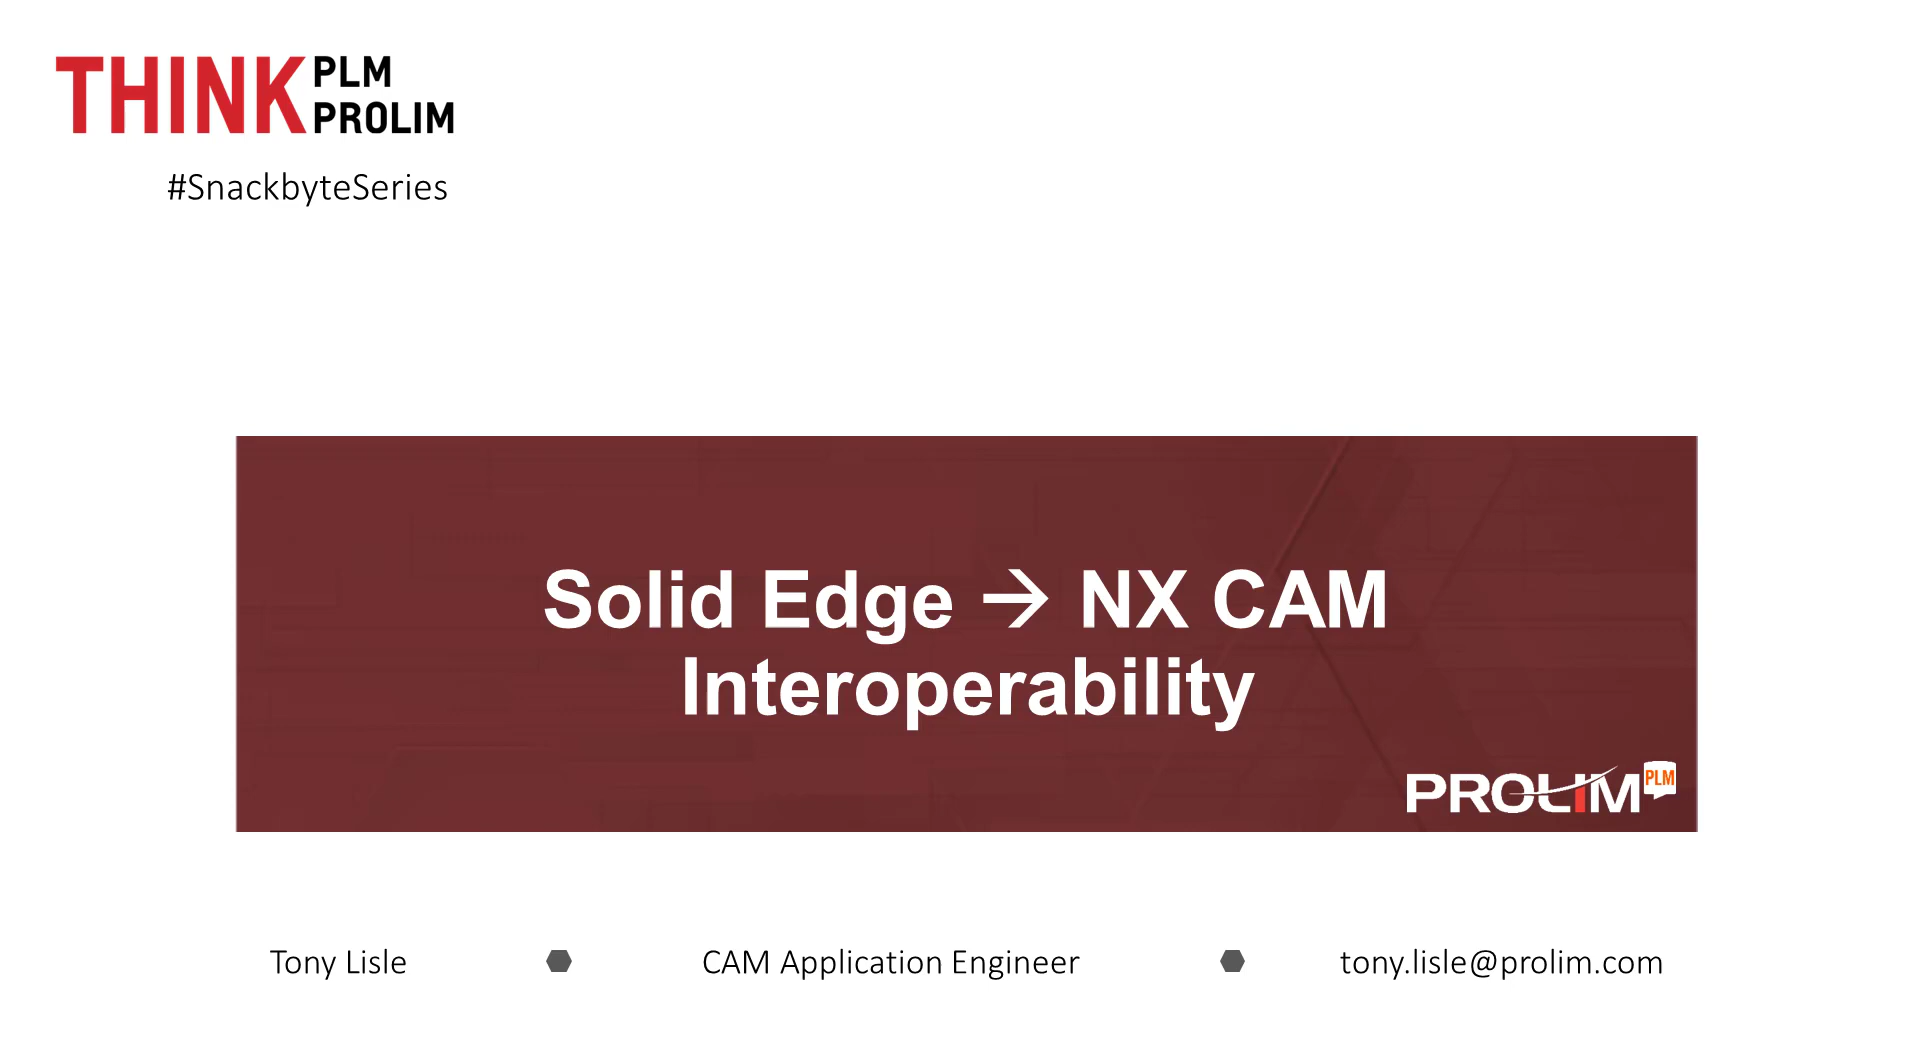 THINK PLM
PROLIM
#SnackbyteSeries
Solid Edge → NX CAM
Interoperability
PROLIM PLM
Tony Lisle
CAM Application Engineer
tony.lisle@prolim.com